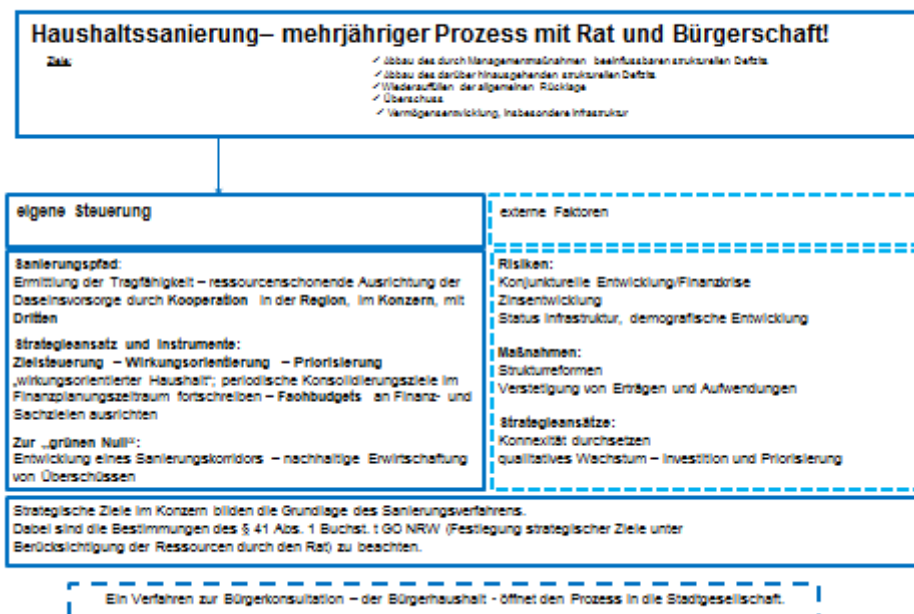 Haushaltssanierung– mehrjähriger Prozess mit Rat und Bürgerschaft!
Ziele:
✓ Abbau des durch Managementmaßnahmen beeinflussbaren strukturellen Defizits
✓ Abbau des darüber hinausgehenden strukturellen Defizits
✓ Wiederauffüllen der allgemeinen Rücklage
✓ Überschuss
✓ Vermögensentwicklung, insbesondere Infrastruktur
eigene Steuerung
Sanierungspfad:
Ermittlung der Tragfähigkeit – ressourcenschonende Ausrichtung der
Daseinsvorsorge durch Kooperation in der Region, im Konzern, mit
Dritten
Strategieansatz und Instrumente:
Zielsteuerung – Wirkungsorientierung – Priorisierung
„wirkungsorientierter Haushalt“; periodische Konsolidierungsziele im
Finanzplanungszeitraum fortschreiben – Fachbudgets an Finanz- und
Sachzielen ausrichten
Zur „grünen Null“:
Entwicklung eines Sanierungskorridors – nachhaltige Erwirtschaftung
von Überschüssen
externe Faktoren
Risiken:
Konjunkturelle Entwicklung/Finanzkrise
Zinsentwicklung
Status Infrastruktur, demografische Entwicklung
Maßnahmen:
Strukturreformen
Verstetigung von Erträgen und Aufwendungen
Strategieansätze:
Konnexität durchsetzen
qualitatives Wachstum – Investition und Priorisierung
Strategische Ziele im Konzern bilden die Grundlage des Sanierungsverfahrens.
Dabei sind die Bestimmungen des § 41 Abs. 1 Buchst. t GO NRW (Festlegung strategischer Ziele unter
Berücksichtigung der Ressourcen durch den Rat) zu beachten.
Ein Verfahren zur Bürgerkonsultation – der Bürgerhaushalt - öffnet den Prozess in die Stadtgesellschaft.